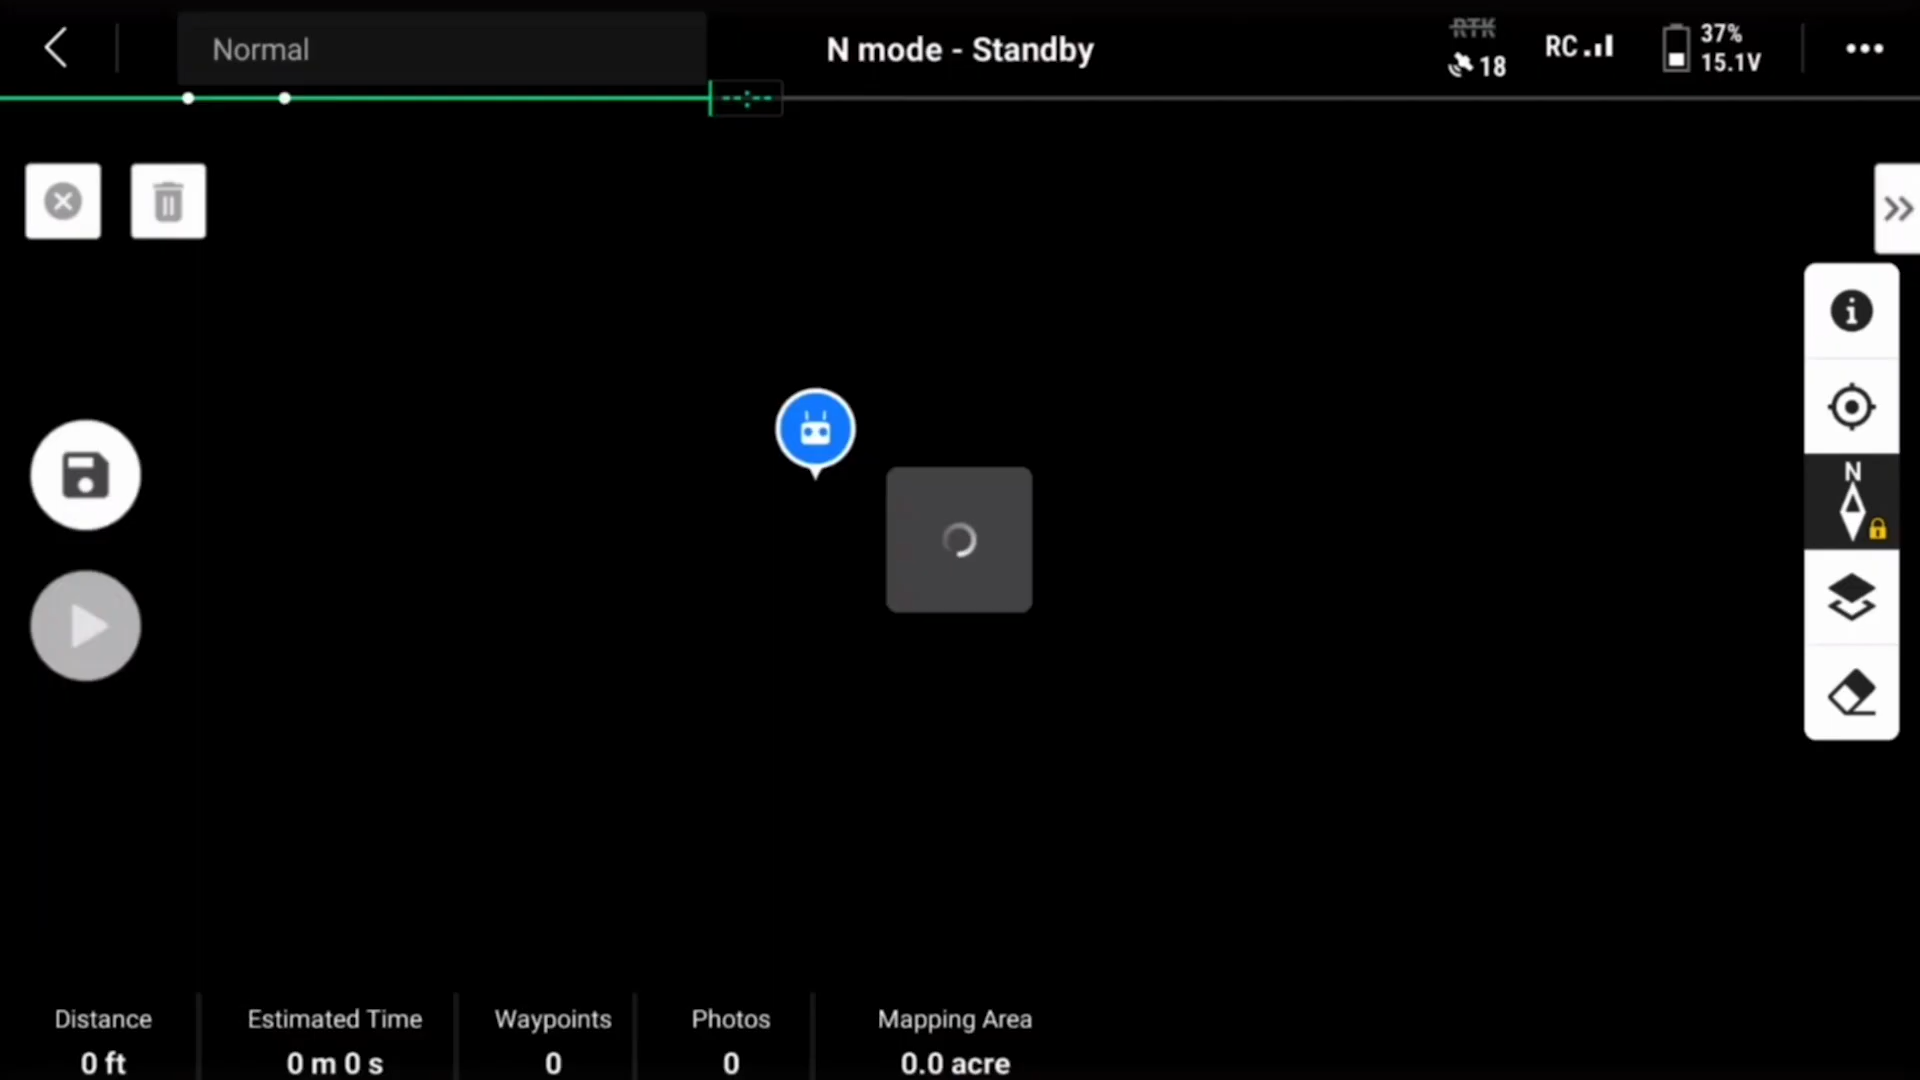 Normal
N mode - Standby
RTK
18
RC
37%
15.1V
N
Distance
0 ft
Estimated Time
0 m 0 s
Waypoints
0
Photos
0
Mapping Area
0.0 acre